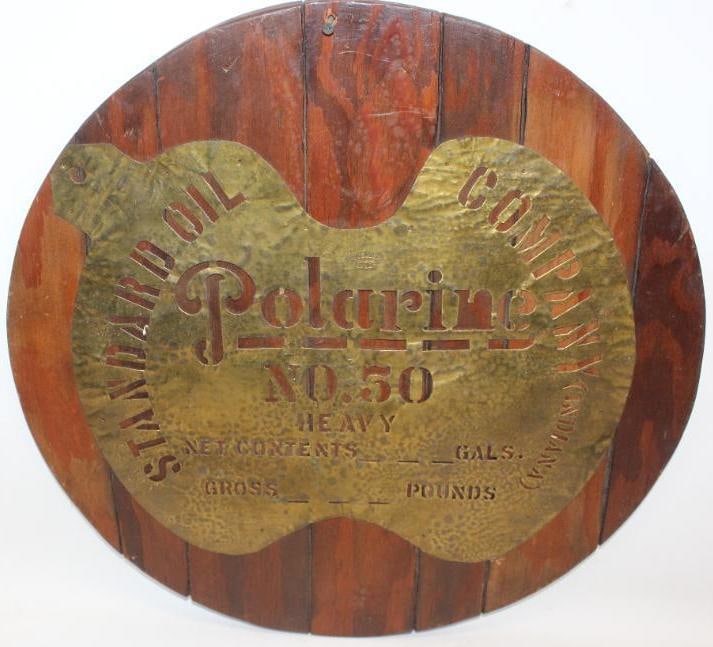 STANDARD OIL COMPANY (INDIANA)
Polarine
NO. 50
HEAVY
NET CONTENTS _ _ _ GALS.
GROSS _ _ _ POUNDS